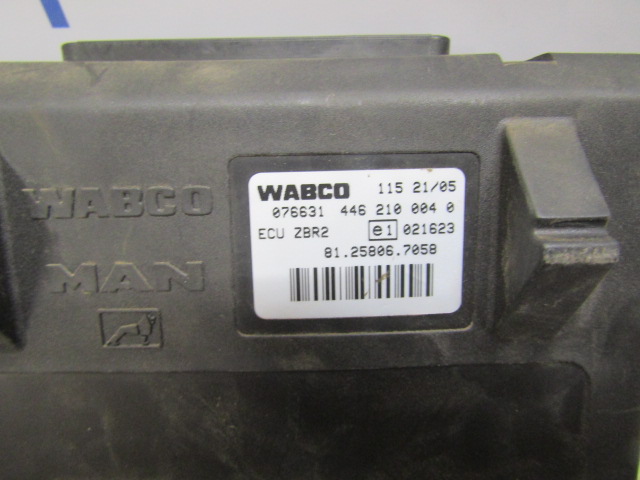 WABCO
MAN
WABCO 115 21/05
076631 446 210 004 0
ECU ZBR2 e1 021623
81.25806.7058